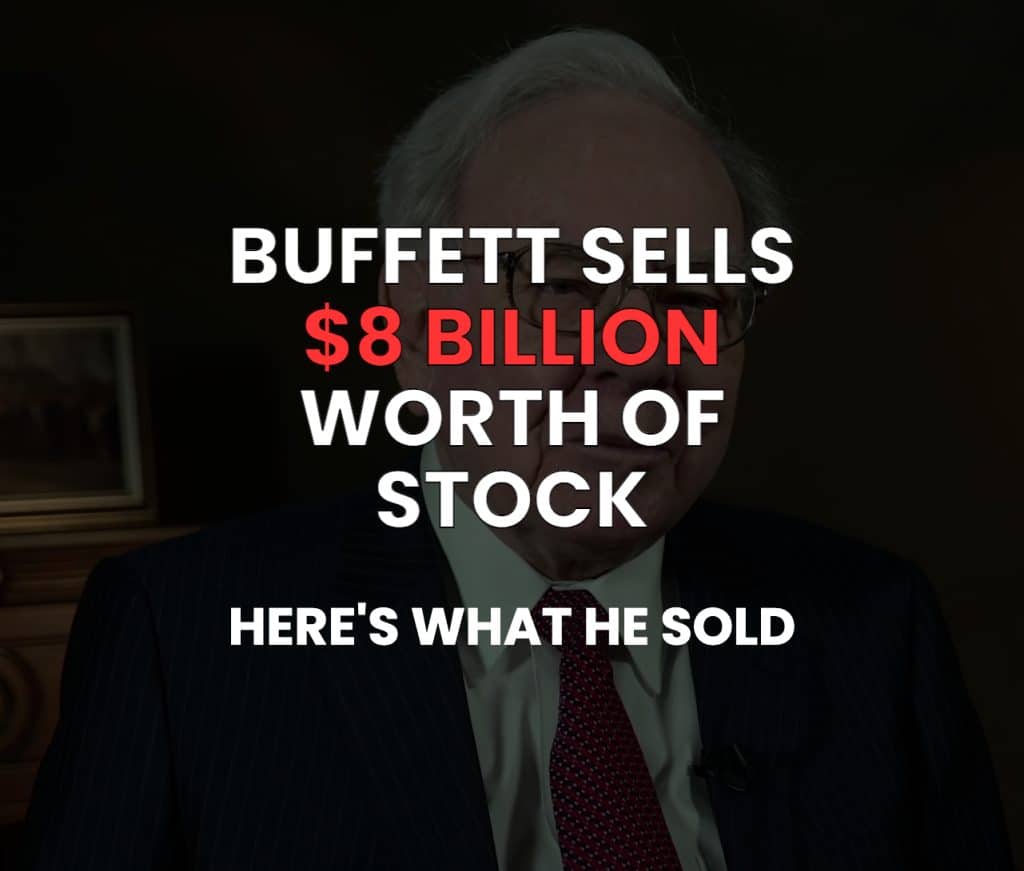 BUFFETT SELLS
$8 BILLION
WORTH OF
STOCK
HERE'S WHAT HE SOLD